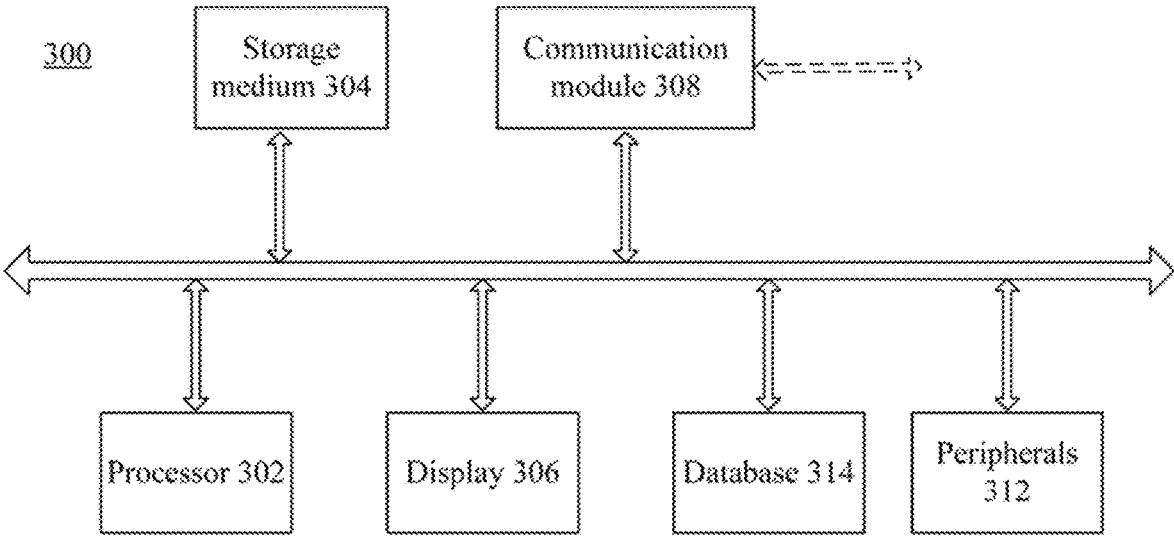 300
Storage
medium 304
Communication
module 308
Processor 302
Display 306
Database 314
Peripherals
312